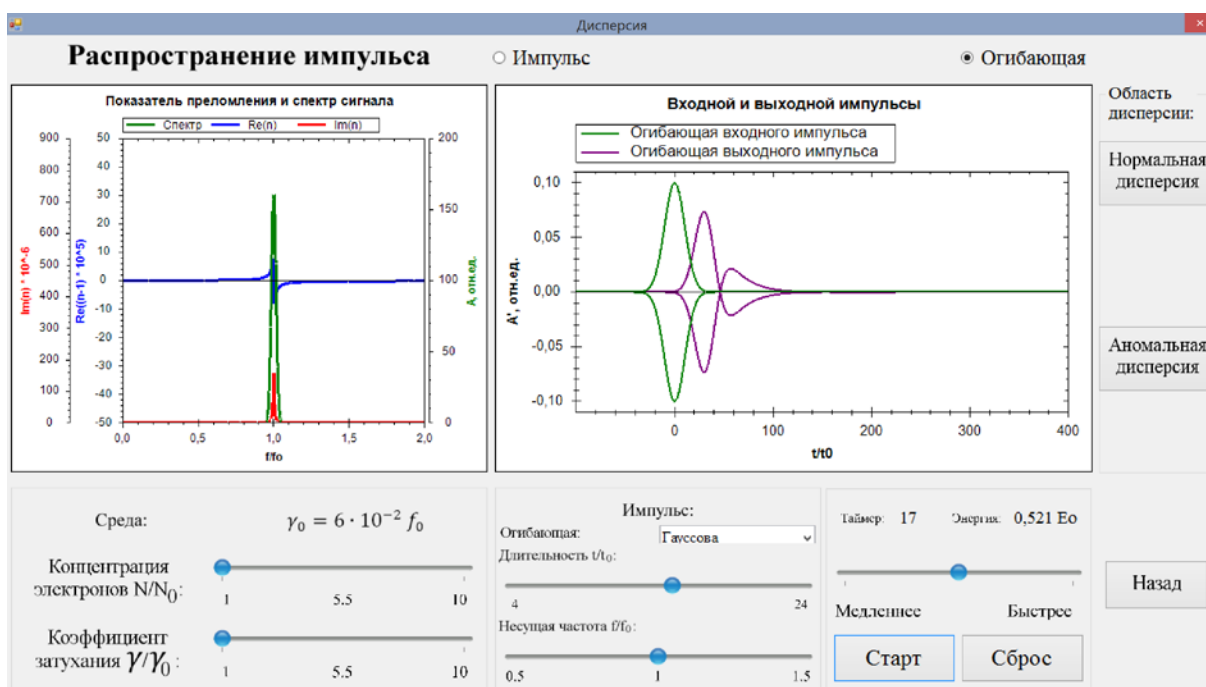 Дисперсия
Распространение импульса
Импульс
Огибающая
Показатель преломления и спектр сигнала
Спектр Re(n) Im(n)
900 50 200
800 40
30 150
700 20
600 10
500 0 100
400 -10
300 -20
200 -30 50
100 -40
0 -50 0
Im(n) * 10^-6
Re((n-1) * 10^5)
A, отн.ед.
0,0 0,5 1,0 1,5 2,0
f/fo
Входной и выходной импульсы
Огибающая входного импульса
Огибающая выходного импульса
0,10
0,05
0,00
-0,05
-0,10
A', отн.ед.
0 100 200 300 400
t/t0
Область
дисперсии:
Нормальная
дисперсия
Аномальная
дисперсия
Назад
Среда: γ₀ = 6 · 10⁻² f₀
Концентрация
электронов N/N₀:
1 5.5 10
Коэффициент
затухания γ/γ₀:
1 5.5 10
Импульс:
Огибающая: Гауссова
Длительность t/t₀:
4 24
Несущая частота f/f₀:
0.5 1 1.5
Таймер: 17 Энергия: 0,521 Eo
Медленнее Быстрее
Старт Сброс